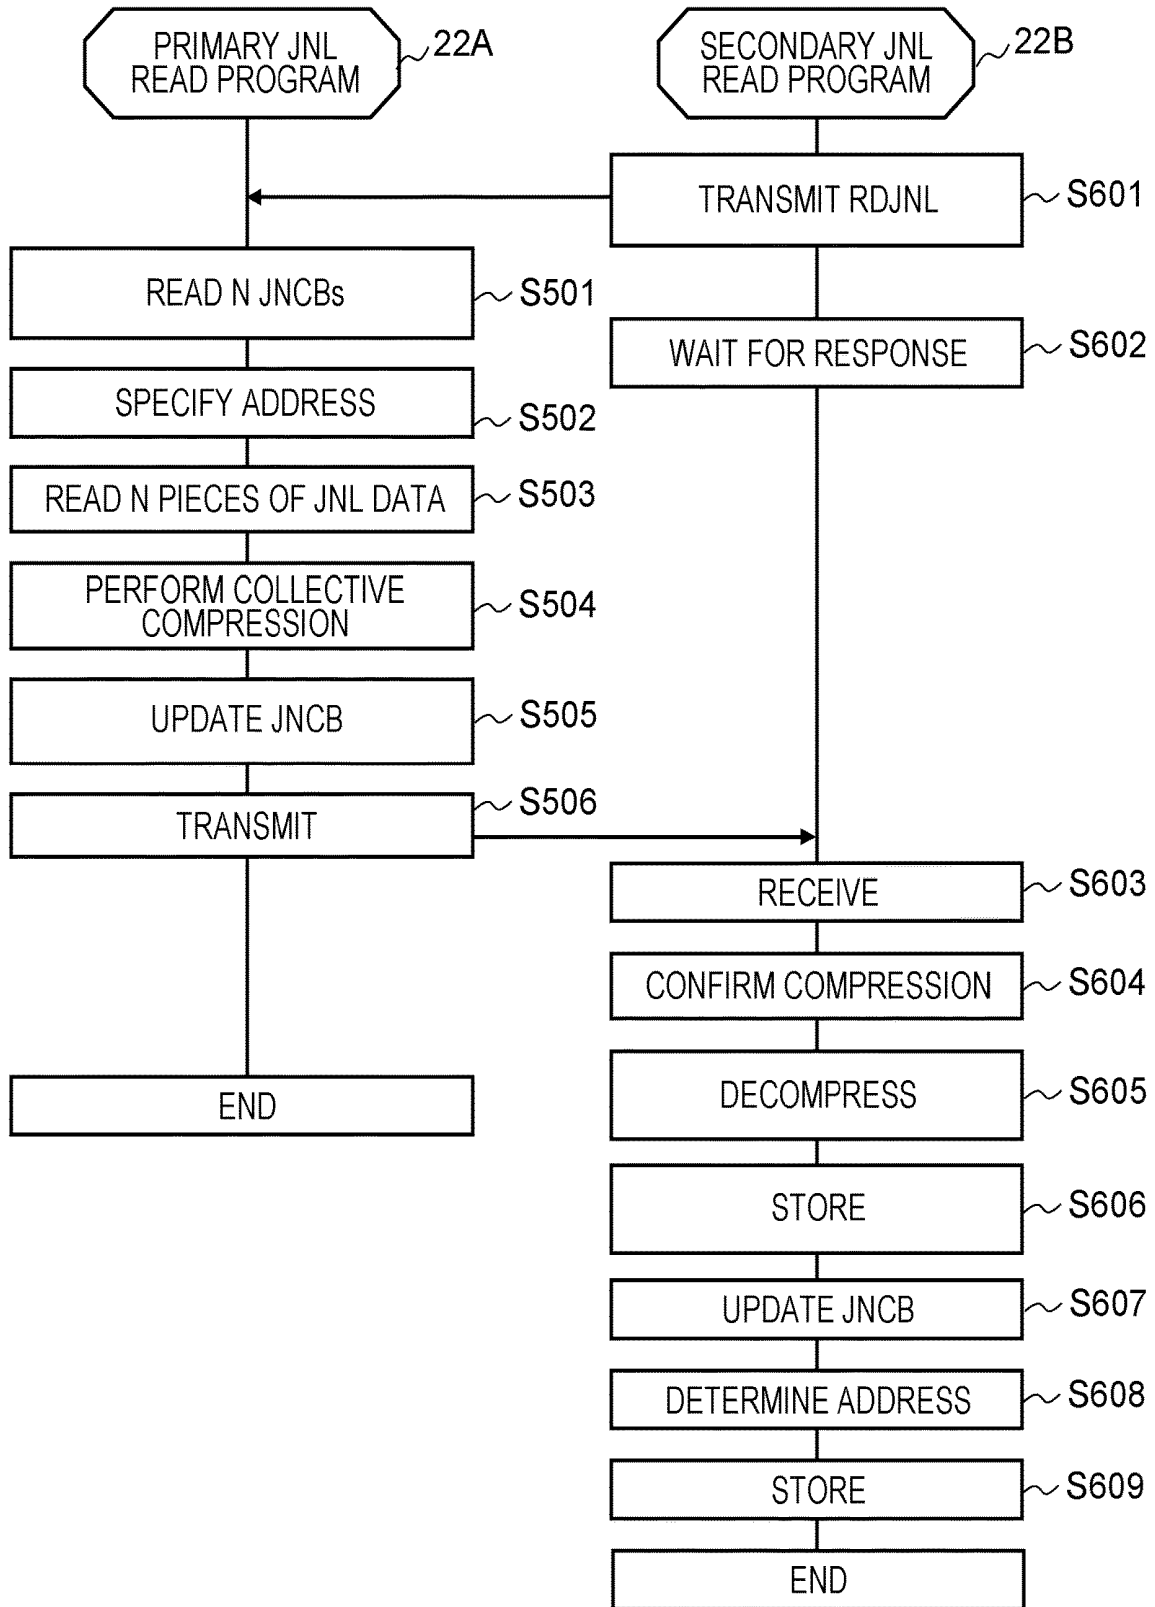 PRIMARY JNL
READ PROGRAM
22A
SECONDARY JNL
READ PROGRAM
22B
TRANSMIT RDJNL
S601
READ N JNCBs
S501
WAIT FOR RESPONSE
S602
SPECIFY ADDRESS
S502
READ N PIECES OF JNL DATA
S503
PERFORM COLLECTIVE
COMPRESSION
S504
UPDATE JNCB
S505
TRANSMIT
S506
RECEIVE
S603
CONFIRM COMPRESSION
S604
END
DECOMPRESS
S605
STORE
S606
UPDATE JNCB
S607
DETERMINE ADDRESS
S608
STORE
S609
END